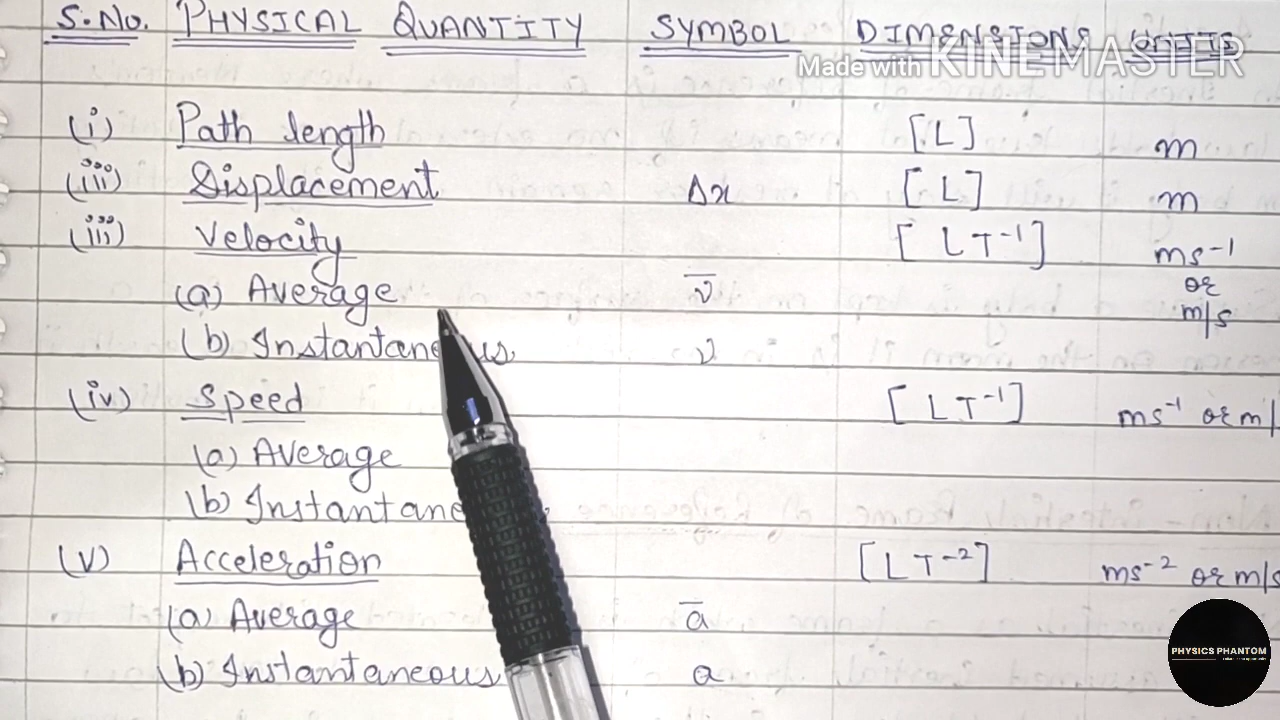 S.No. PHYSICAL QUANTITY SYMBOL DIMENSIONS UNITS
Made with KINEMASTER
(i) Path length [L] m
(iii) Displacement Δx [L] m
(iii) Velocity [LT⁻¹] ms⁻¹
or
(a) Average v̅ m/s
(b) Instantaneous v
(iv) Speed [LT⁻¹] ms⁻¹ or m/
(a) Average
(b) Instantane
(v) Acceleration [LT⁻²] ms⁻² or m/s
(a) Average a̅
(b) Instantaneous a
PHYSICS PHANTOM